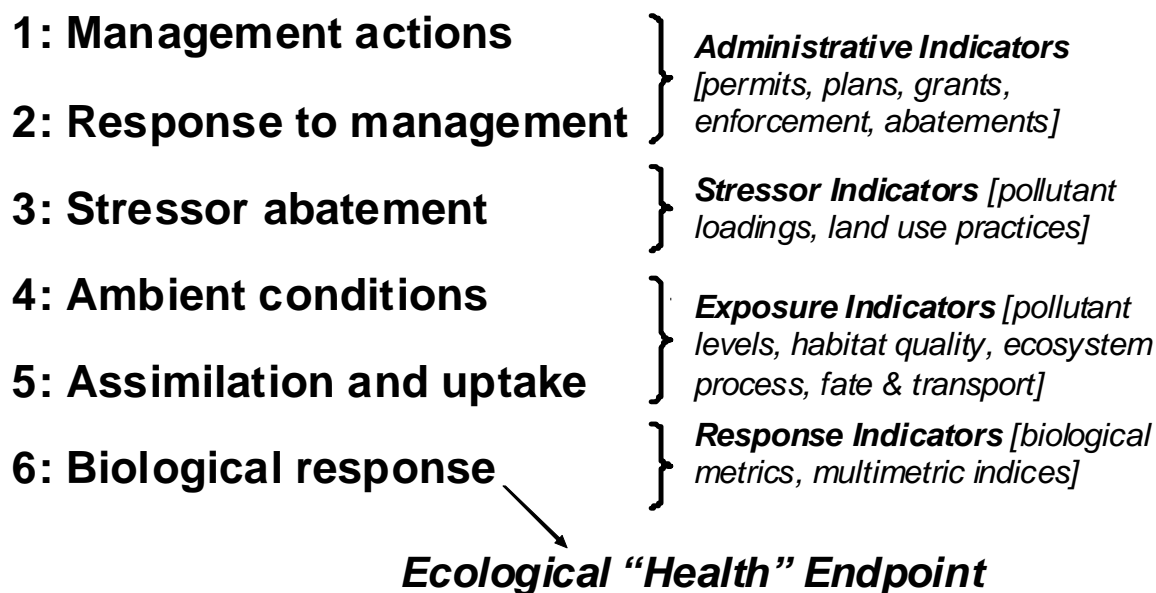 1: Management actions
2: Response to management
Administrative Indicators
[permits, plans, grants,
enforcement, abatements]
3: Stressor abatement
Stressor Indicators [pollutant
loadings, land use practices]
4: Ambient conditions
5: Assimilation and uptake
Exposure Indicators [pollutant
levels, habitat quality, ecosystem
process, fate & transport]
6: Biological response
Response Indicators [biological
metrics, multimetric indices]
Ecological “Health” Endpoint